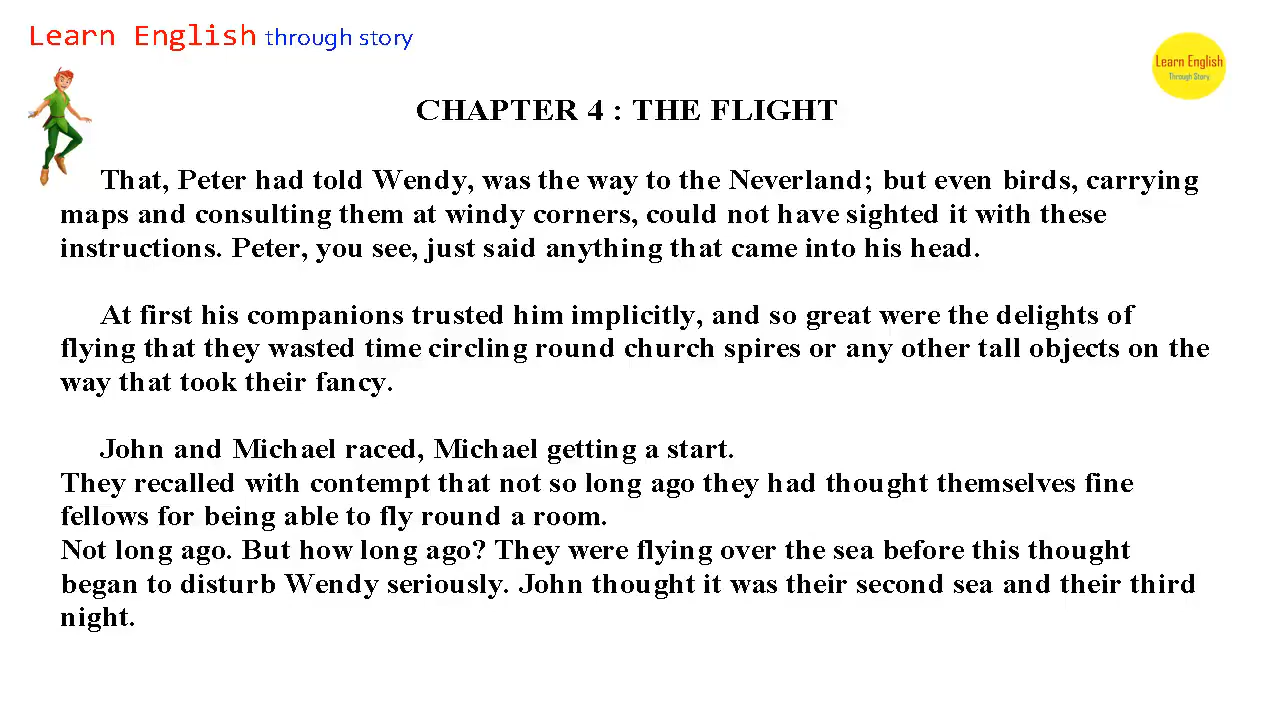 Learn English through story
Learn English
Through Story
CHAPTER 4 : THE FLIGHT
That, Peter had told Wendy, was the way to the Neverland; but even birds, carrying
maps and consulting them at windy corners, could not have sighted it with these
instructions. Peter, you see, just said anything that came into his head.
At first his companions trusted him implicitly, and so great were the delights of
flying that they wasted time circling round church spires or any other tall objects on the
way that took their fancy.
John and Michael raced, Michael getting a start.
They recalled with contempt that not so long ago they had thought themselves fine
fellows for being able to fly round a room.
Not long ago. But how long ago? They were flying over the sea before this thought
began to disturb Wendy seriously. John thought it was their second sea and their third
night.